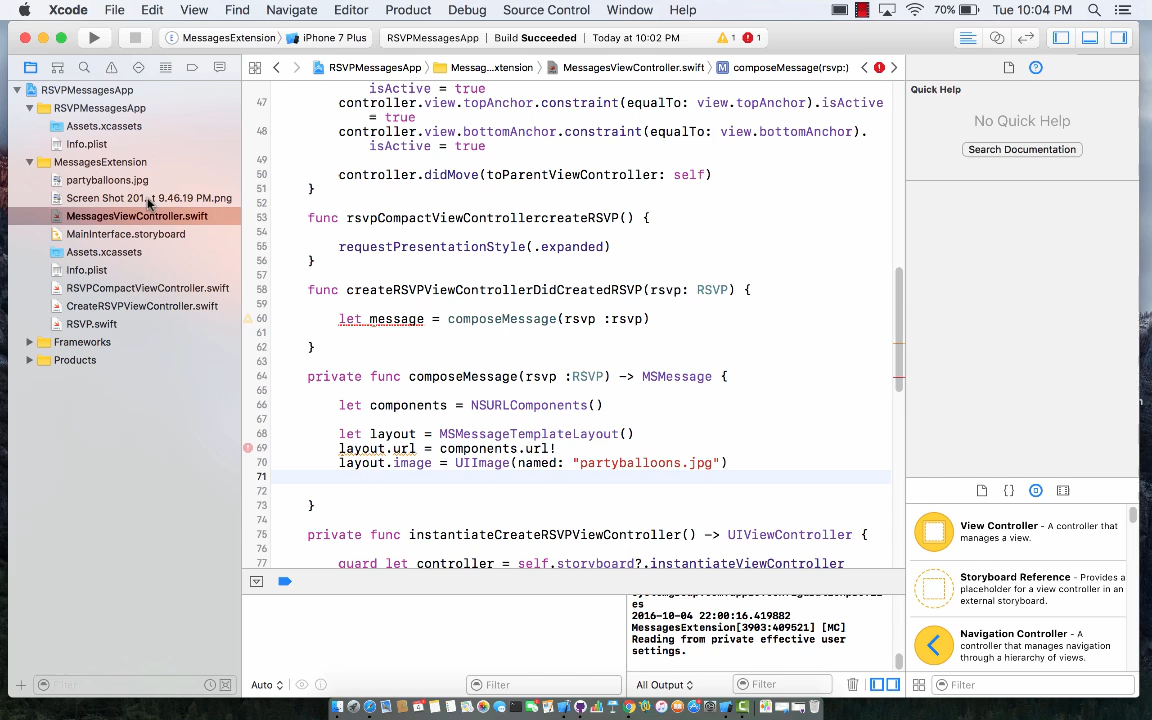 Xcode File Edit View Find Navigate Editor Product Debug Source Control Window Help 70% Tue 10:04 PM
MessagesExtension iPhone 7 Plus RSVPMessagesApp Build Succeeded Today at 10:02 PM 1 1
RSVPMessagesApp Messag...xtension MessagesViewController.swift M composeMessage(rsvp:)
RSVPMessagesApp
RSVPMessagesApp
Assets.xcassets
Info.plist
MessagesExtension
partyballoons.jpg
Screen Shot 201...t 9.46.19 PM.png
MessagesViewController.swift
MainInterface.storyboard
Assets.xcassets
Info.plist
RSVPCompactViewController.swift
CreateRSVPViewController.swift
RSVP.swift
Frameworks
Products
Filter
isActive = true
47 controller.view.topAnchor.constraint(equalTo: view.topAnchor).isActive
= true
48 controller.view.bottomAnchor.constraint(equalTo: view.bottomAnchor).
isActive = true
49
50 controller.didMove(toParentViewController: self)
51 }
52
53 func rsvpCompactViewControllercreateRSVP() {
54
55 requestPresentationStyle(.expanded)
56 }
57
58 func createRSVPViewControllerDidCreatedRSVP(rsvp: RSVP) {
59
60 let message = composeMessage(rsvp :rsvp)
61
62 }
63
64 private func composeMessage(rsvp :RSVP) -> MSMessage {
65
66 let components = NSURLComponents()
67
68 let layout = MSMessageTemplateLayout()
69 layout.url = components.url!
70 layout.image = UIImage(named: "partyballoons.jpg")
71
72
73 }
74
75 private func instantiateCreateRSVPViewController() -> UIViewController {
76
77 guard let controller = self.storyboard?.instantiateViewController
Auto
Filter
es
2016-10-04 22:00:16.419882
MessagesExtension[3903:409521] [MC]
Reading from private effective user
settings.
All Output
Filter
Quick Help
No Quick Help
Search Documentation
View Controller - A controller that
manages a view.
Storyboard Reference - Provides a
placeholder for a view controller in an
external storyboard.
Navigation Controller - A
controller that manages navigation
through a hierarchy of views.
Filter